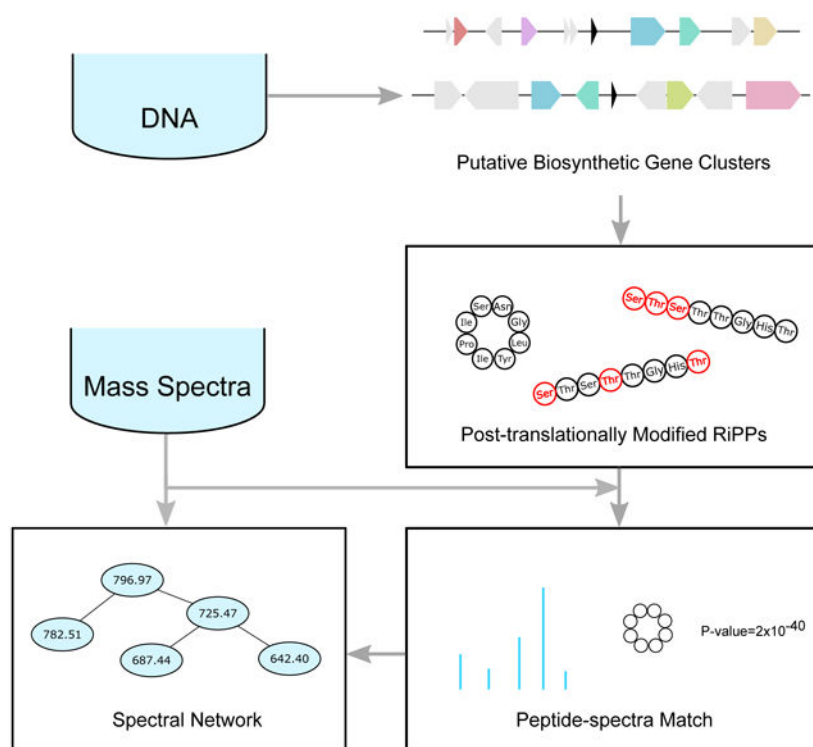 DNA
Putative Biosynthetic Gene Clusters
Ser Asn Gly Leu Tyr Ile Pro Ile
Ser Thr Ser Thr Thr Gly His Thr
Ser Thr Ser Thr Thr Gly His Thr
Post-translationally Modified RiPPs
Mass Spectra
796.97
782.51
725.47
687.44
642.40
Spectral Network
P-value=2x10⁻⁴⁰
Peptide-spectra Match